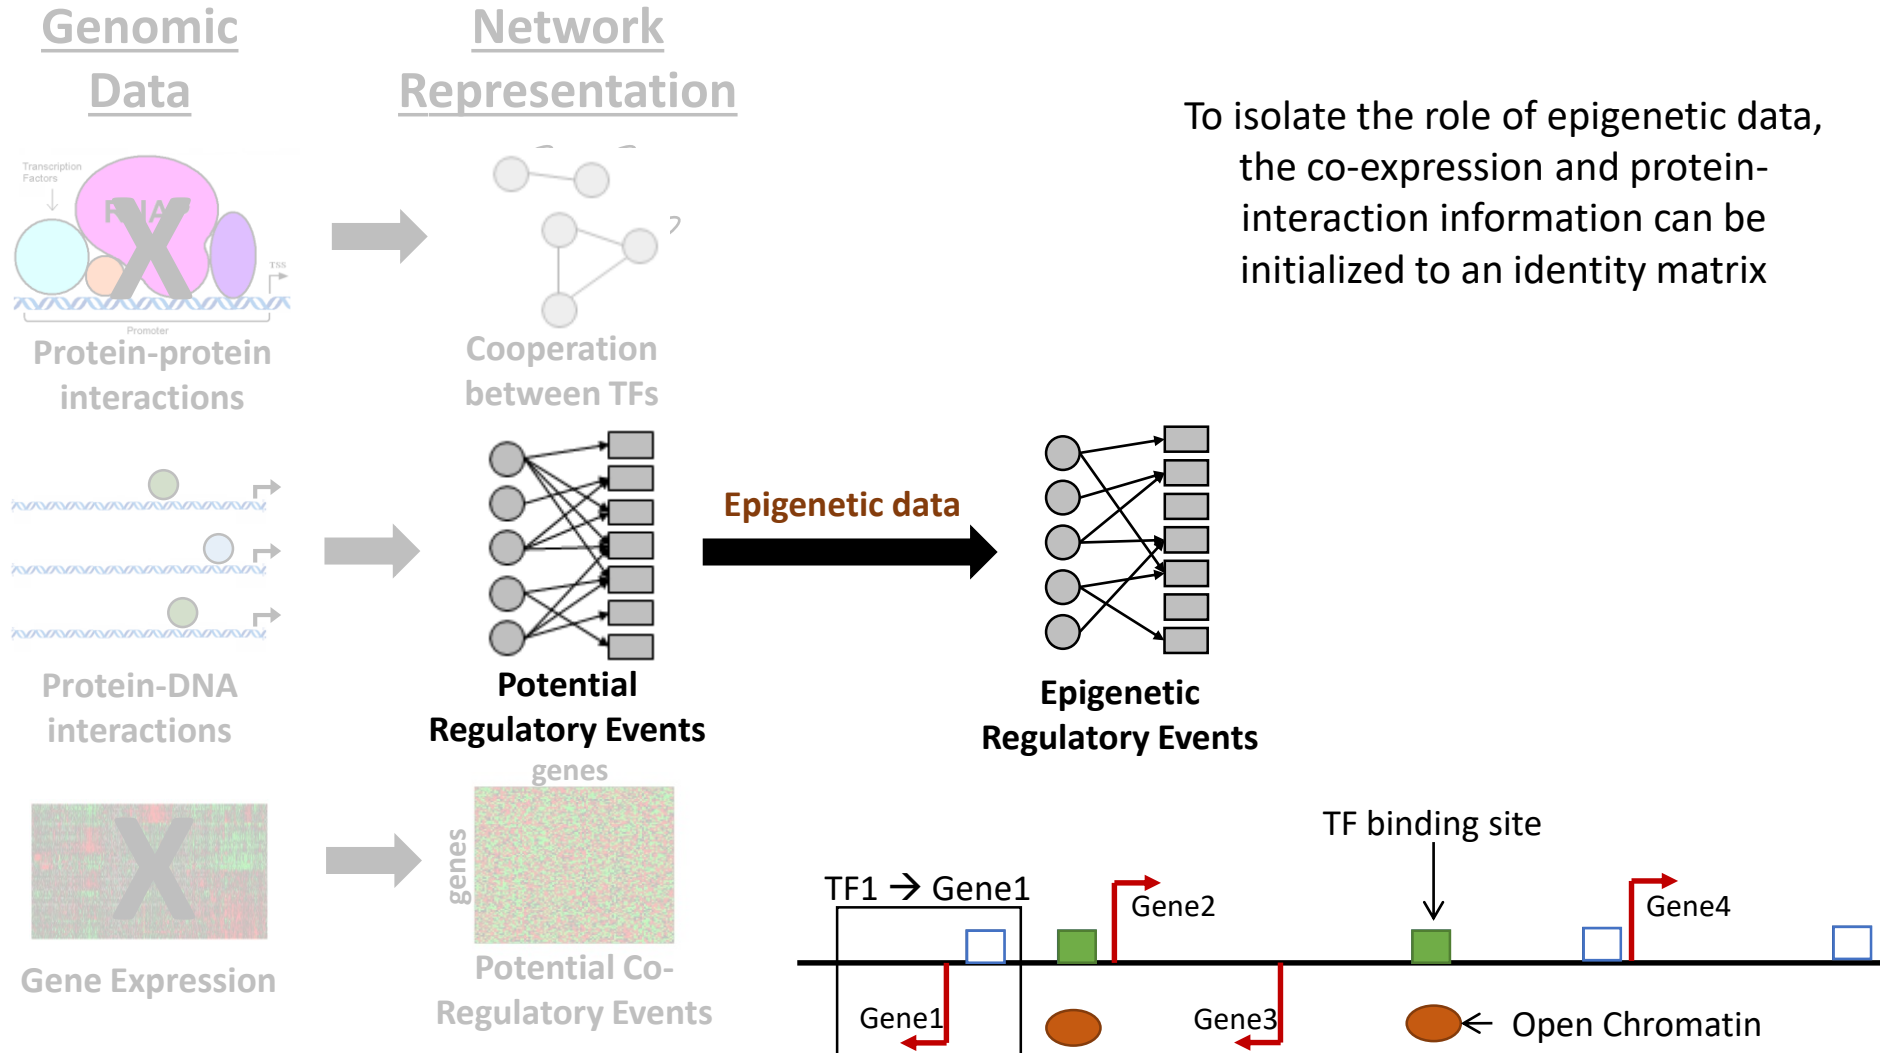 Genomic
Data
Network
Representation
To isolate the role of epigenetic data,
the co-expression and protein-
interaction information can be
initialized to an identity matrix
Transcription
Factors
X
TSS
Promoter
Protein-protein
interactions
Cooperation
between TFs
Epigenetic data
Protein-DNA
interactions
Potential
Regulatory Events
Epigenetic
Regulatory Events
genes
genes
X
Gene Expression
Potential Co-
Regulatory Events
TF binding site
TF1 → Gene1
Gene2
Gene4
Gene1
Gene3
Open Chromatin